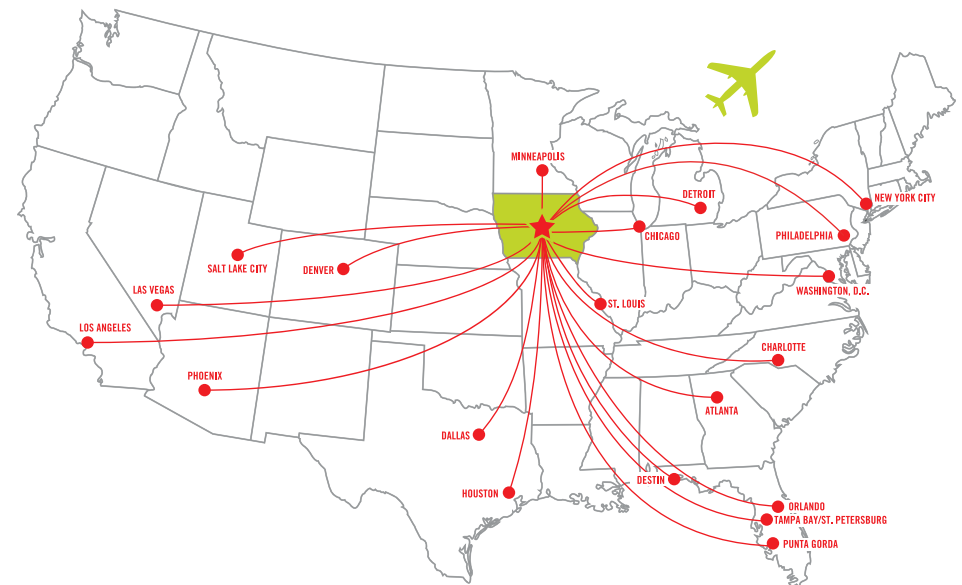 MINNEAPOLIS
DETROIT
NEW YORK CITY
CHICAGO
PHILADELPHIA
SALT LAKE CITY
DENVER
WASHINGTON, D.C.
LAS VEGAS
ST. LOUIS
LOS ANGELES
CHARLOTTE
PHOENIX
ATLANTA
DALLAS
DESTIN
HOUSTON
ORLANDO
TAMPA BAY/ST. PETERSBURG
PUNTA GORDA